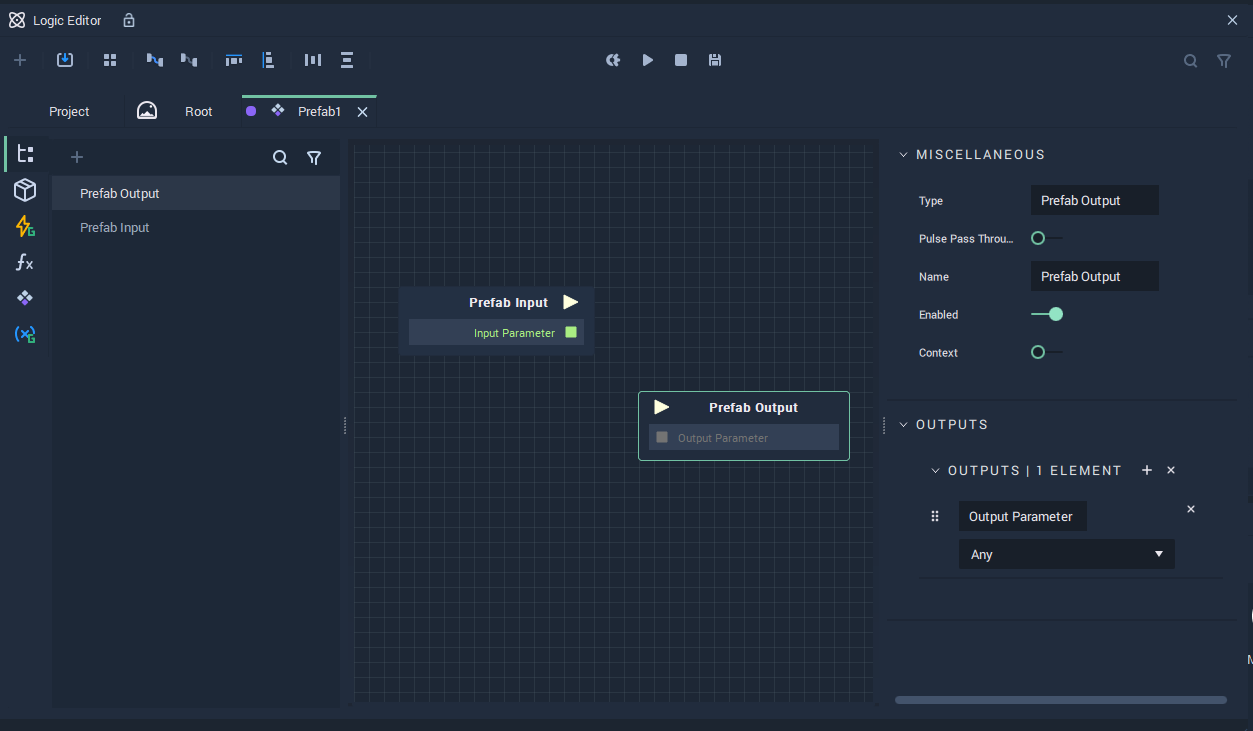 Logic Editor
Project
Root
Prefab1
Prefab Output
Prefab Input
Prefab Input
Input Parameter
Prefab Output
Output Parameter
MISCELLANEOUS
Type
Prefab Output
Pulse Pass Throu...
Name
Prefab Output
Enabled
Context
OUTPUTS
OUTPUTS | 1 ELEMENT
Output Parameter
Any